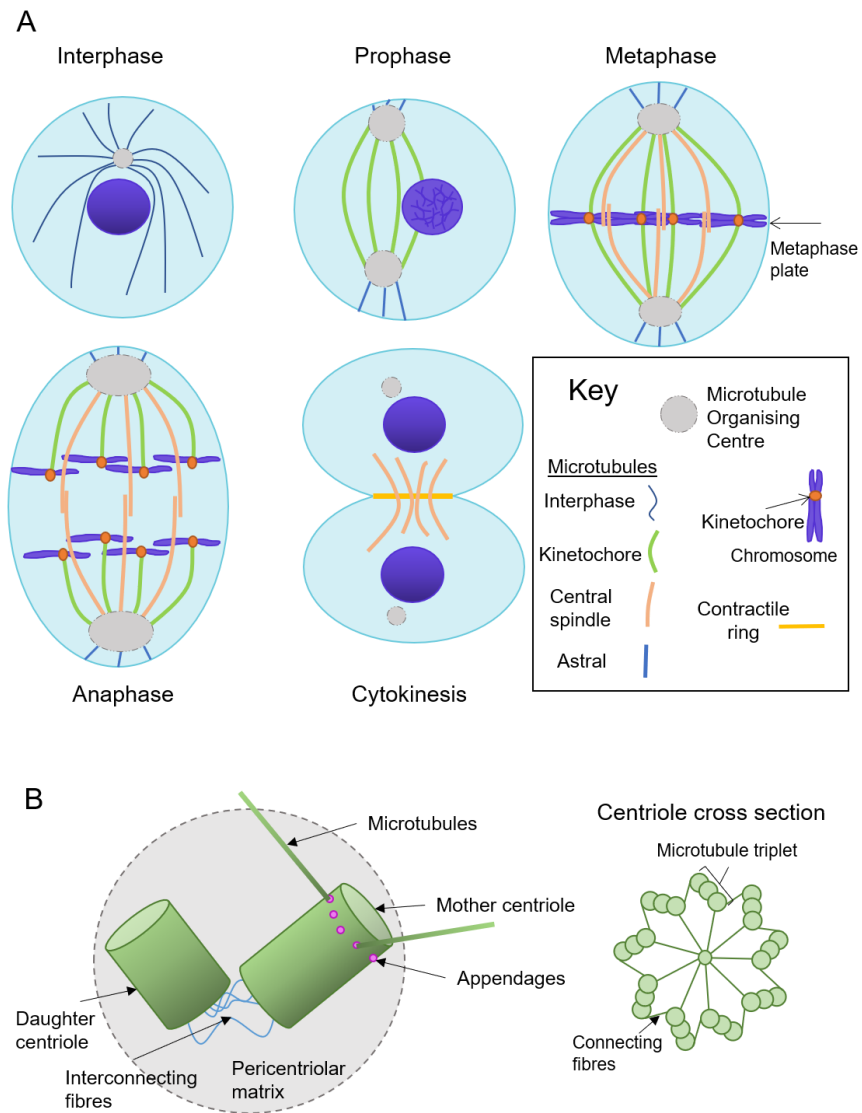 A
Interphase
Prophase
Metaphase
Metaphase
plate
Anaphase
Cytokinesis
Key
Microtubule
Organising
Centre
Microtubules
Interphase
Kinetochore
Central
spindle
Astral
Kinetochore
Chromosome
Contractile
ring
B
Microtubules
Mother centriole
Appendages
Daughter
centriole
Interconnecting
fibres
Pericentriolar
matrix
Centriole cross section
Microtubule triplet
Connecting
fibres